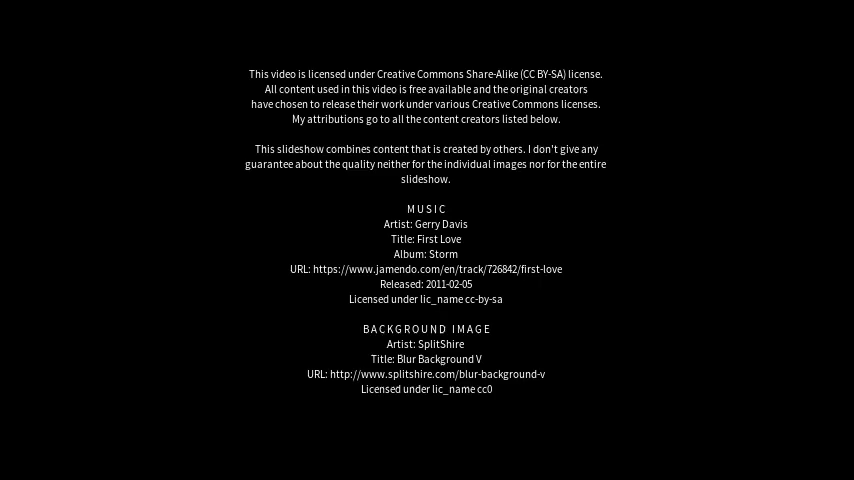 This video is licensed under Creative Commons Share-Alike (CC BY-SA) license.
All content used in this video is free available and the original creators
have chosen to release their work under various Creative Commons licenses.
My attributions go to all the content creators listed below.
This slideshow combines content that is created by others. I don't give any
guarantee about the quality neither for the individual images nor for the entire
slideshow.
MUSIC
Artist: Gerry Davis
Title: First Love
Album: Storm
URL: https://www.jamendo.com/en/track/726842/first-love
Released: 2011-02-05
Licensed under lic_name cc-by-sa
BACKGROUND IMAGE
Artist: SplitShire
Title: Blur Background V
URL: http://www.splitshire.com/blur-background-v
Licensed under lic_name cc0